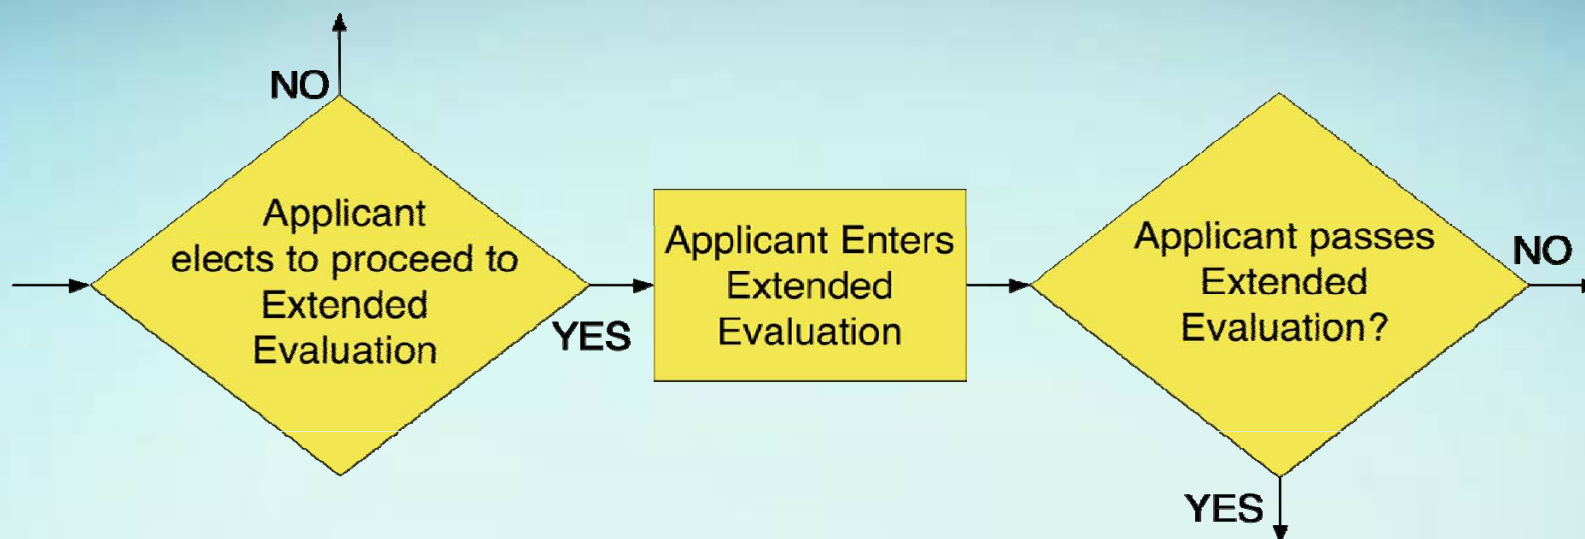 NO
Applicant
elects to proceed to
Extended
Evaluation
YES
Applicant Enters
Extended
Evaluation
Applicant passes
Extended
Evaluation?
NO
YES